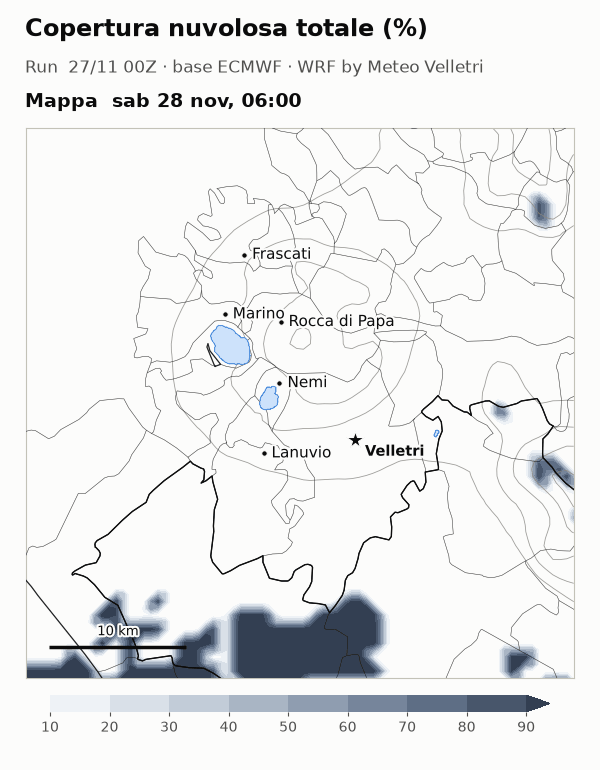 Copertura nuvolosa totale (%)
Run  27/11 00Z · base ECMWF · WRF by Meteo Velletri
Mappa  sab 28 nov, 06:00
Frascati
Marino
Rocca di Papa
Nemi
Velletri
Lanuvio
10 km
10 20 30 40 50 60 70 80 90